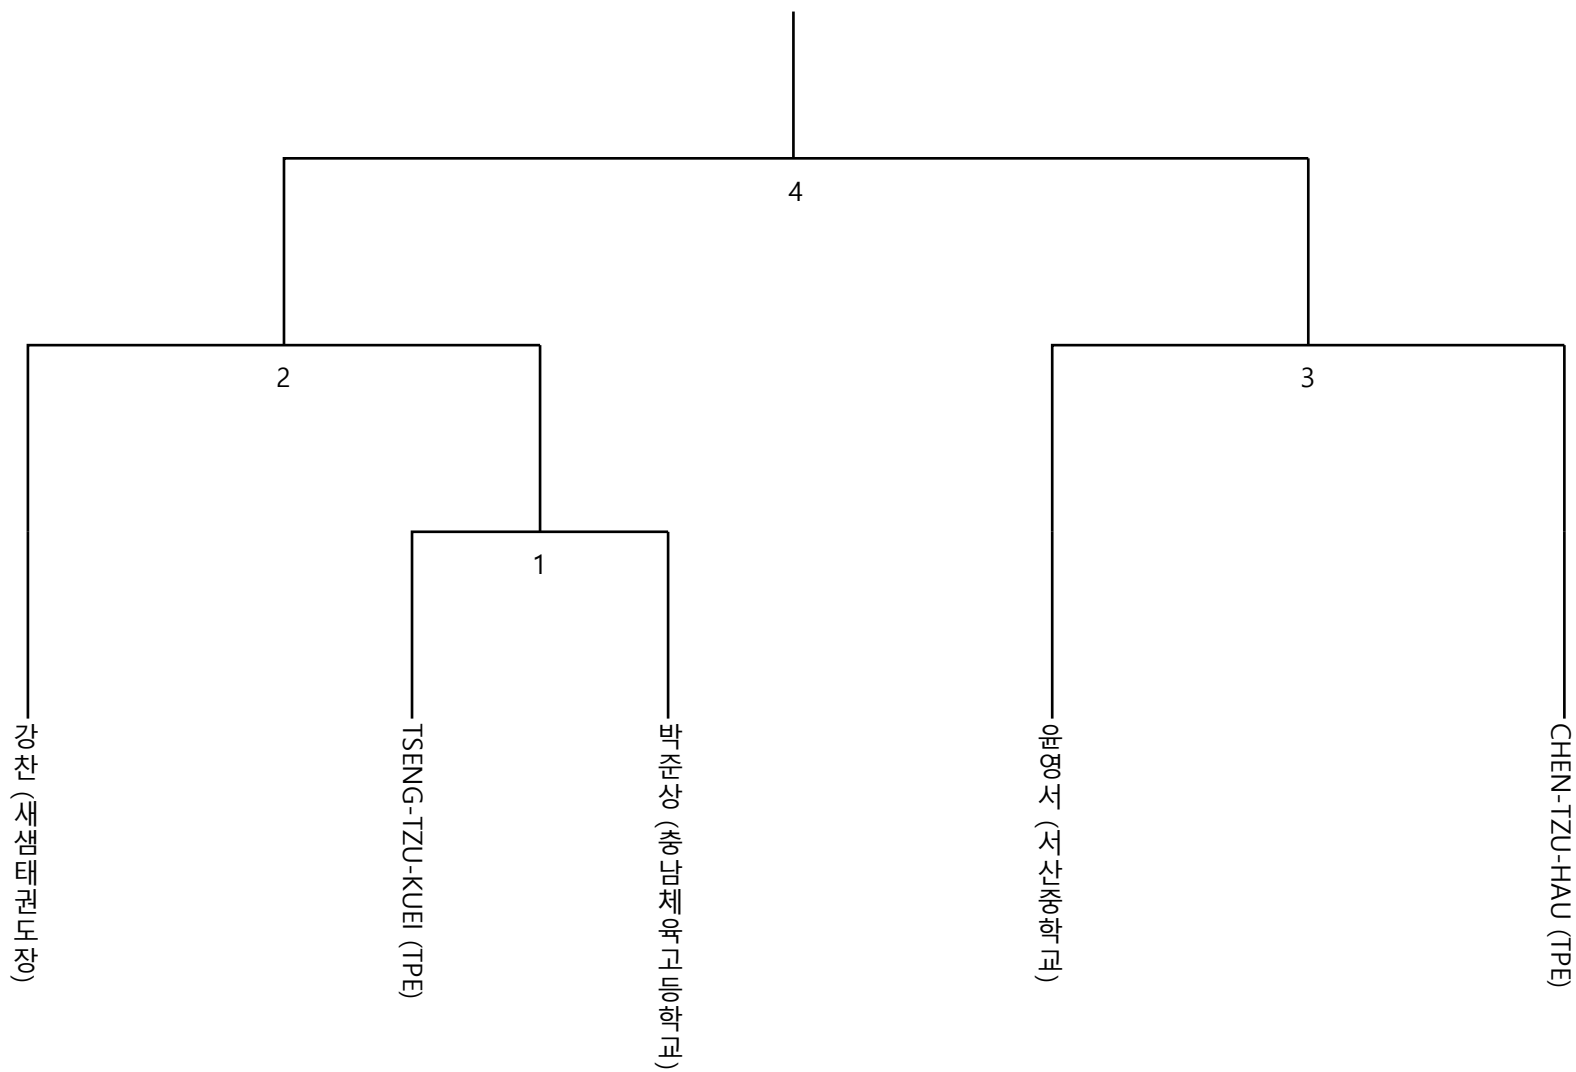 4
2
3
1
강찬 (새샘태권도장)
TSENG-TZU-KUEI (TPE)
박준상 (충남체육고등학교)
윤영서 (서산중학교)
CHEN-TZU-HAU (TPE)